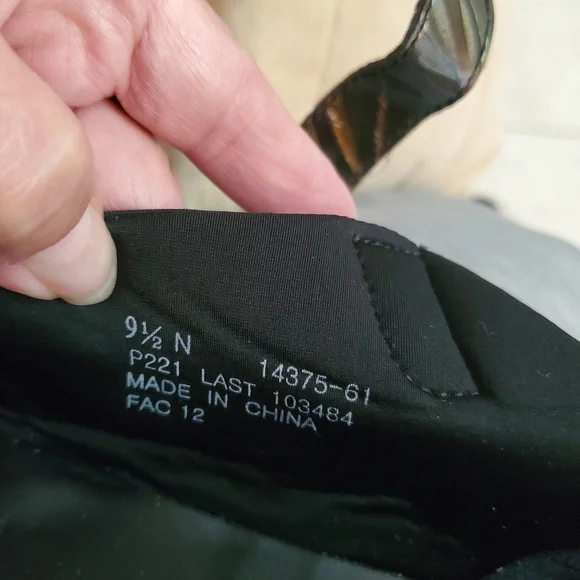 9½ N 14375-61
P221 LAST 103484
MADE IN CHINA
FAC 12